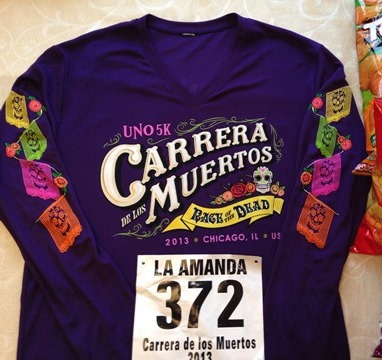 UNO 5K
CARRERA
DE LOS MUERTOS
RACE OF THE DEAD
2013 • CHICAGO, IL • US
LA AMANDA
372
Carrera de los Muertos
2013